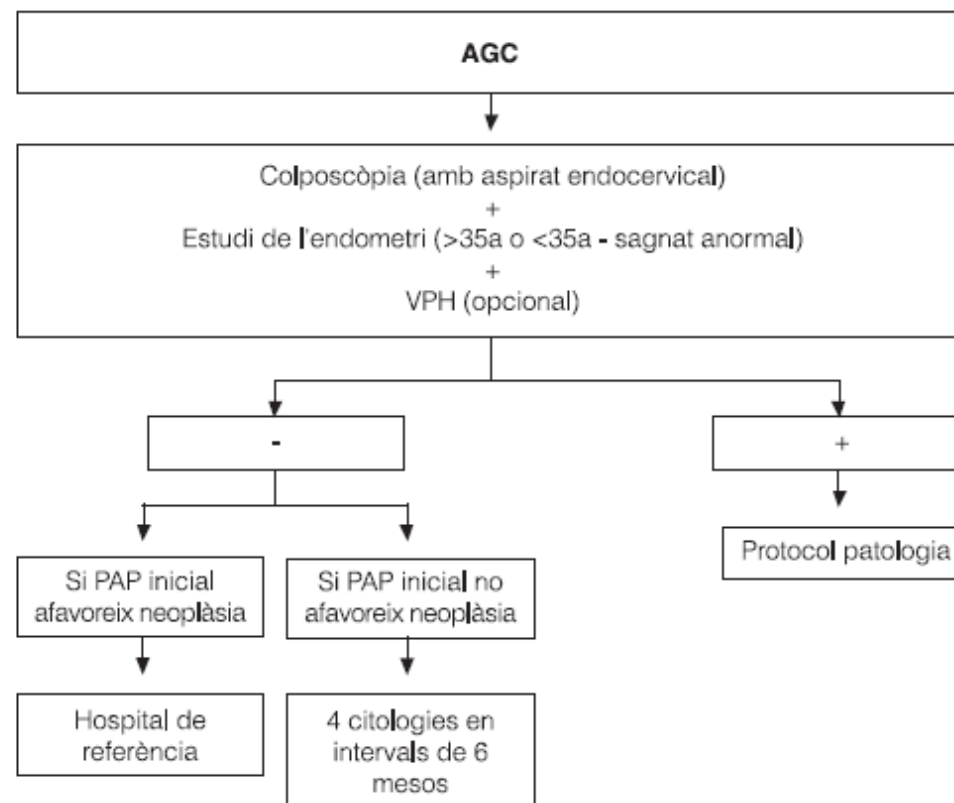 AGC
Colposcòpia (amb aspirat endocervical)
+
Estudi de l'endometri (>35a o <35a - sagnat anormal)
+
VPH (opcional)
-
+
Si PAP inicial
afavoreix neoplàsia
Si PAP inicial no
afavoreix neoplàsia
Protocol patologia
Hospital de
referència
4 citologies en
intervals de 6
mesos